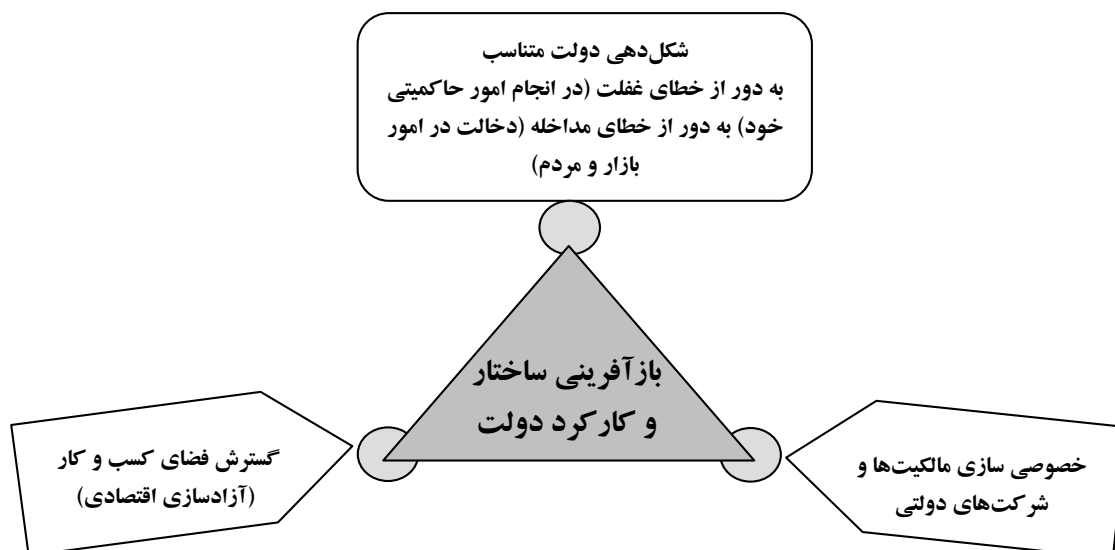 شکل‌دهی دولت متناسب
به دور از خطای غفلت (در انجام امور حاکمیتی
خود) به دور از خطای مداخله (دخالت در امور
بازار و مردم)
بازآفرینی ساختار
و کارکرد دولت
خصوصی سازی مالکیت‌ها و
شرکت‌های دولتی
گسترش فضای کسب و کار
(آزادسازی اقتصادی)